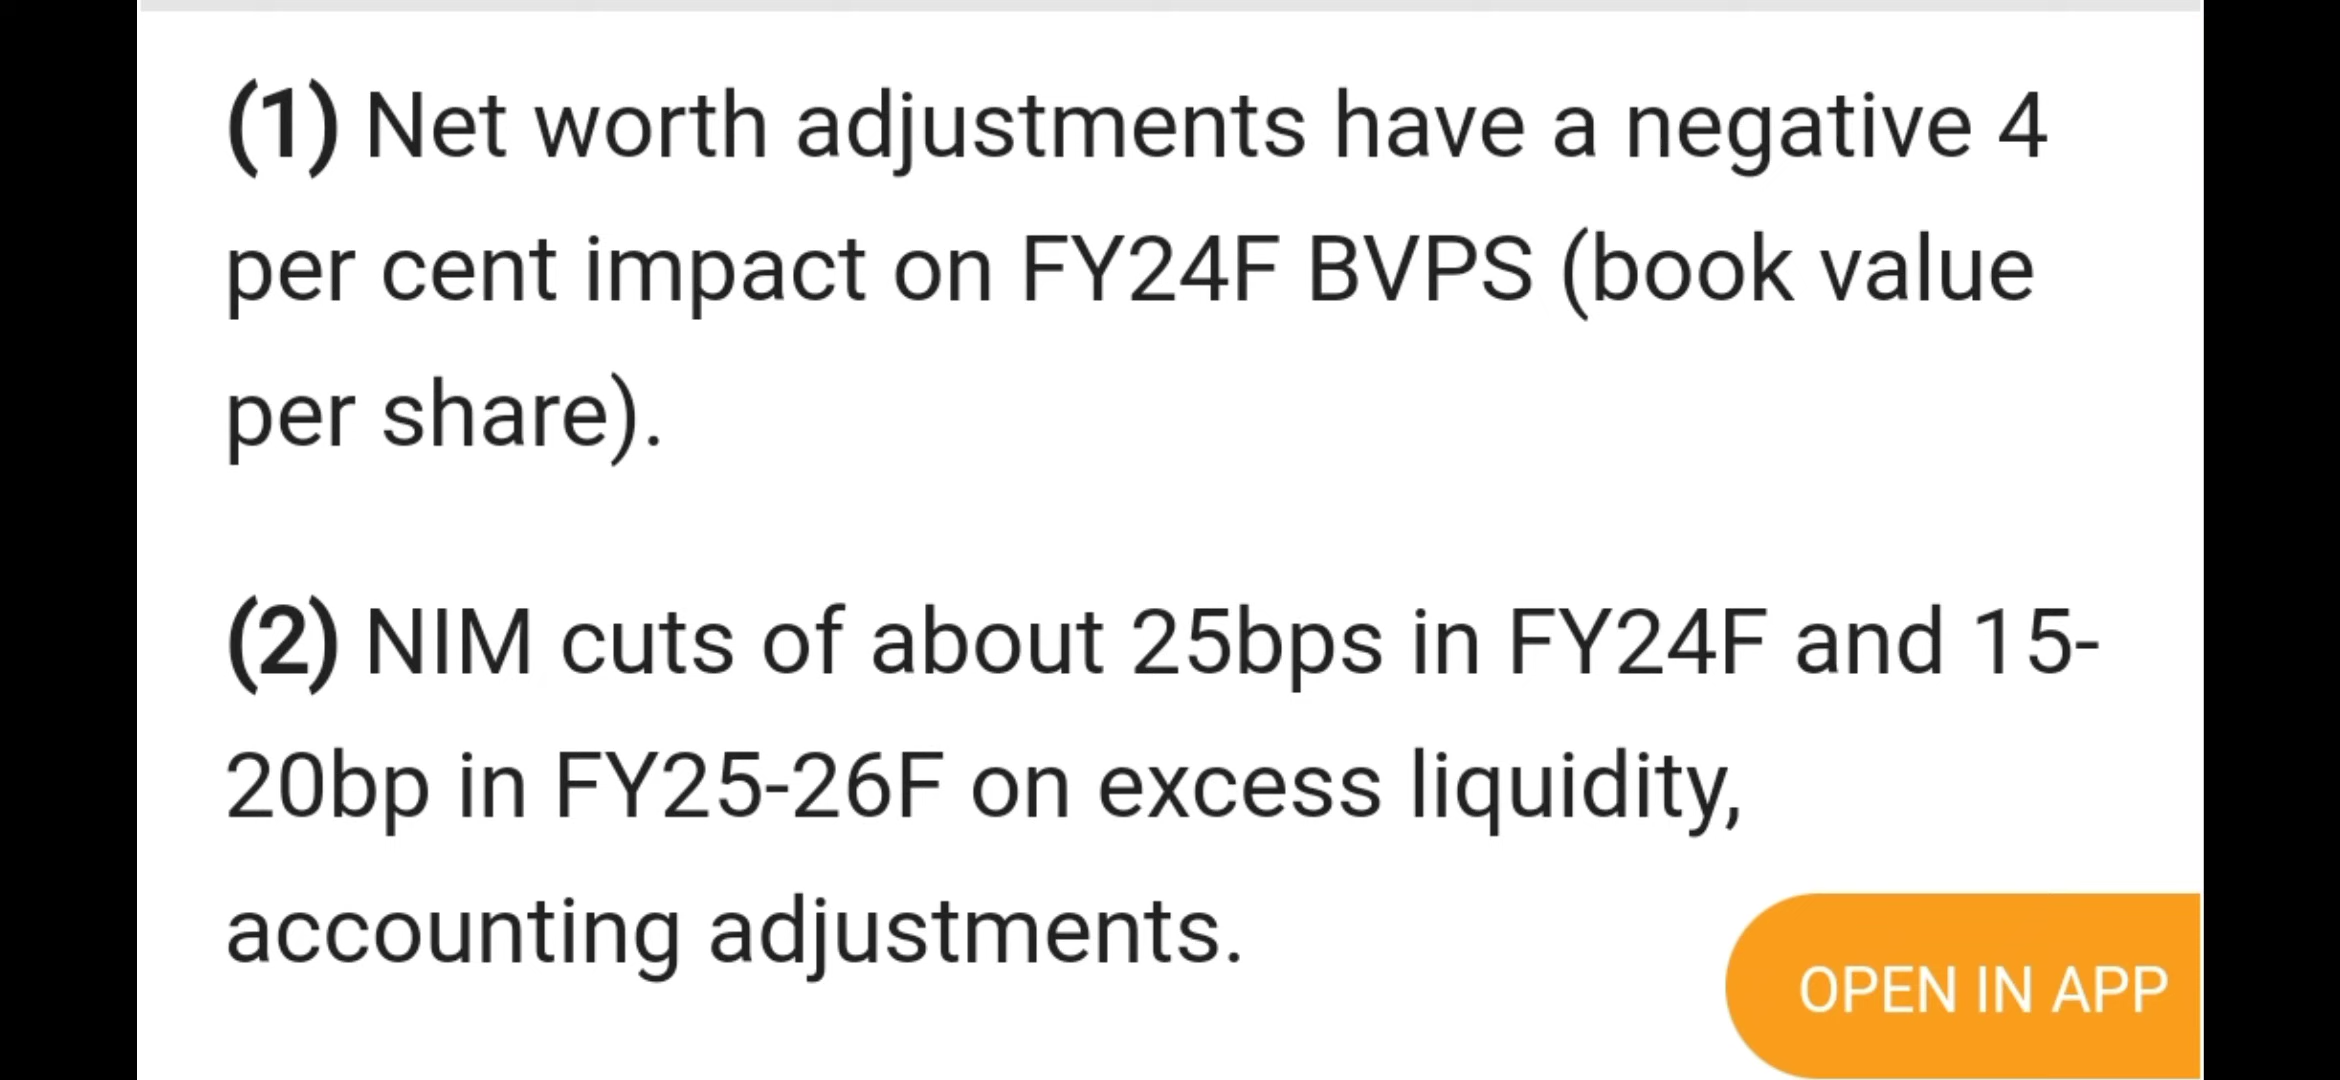 (1) Net worth adjustments have a negative 4
per cent impact on FY24F BVPS (book value
per share).
(2) NIM cuts of about 25bps in FY24F and 15-
20bp in FY25-26F on excess liquidity,
accounting adjustments.
OPEN IN APP